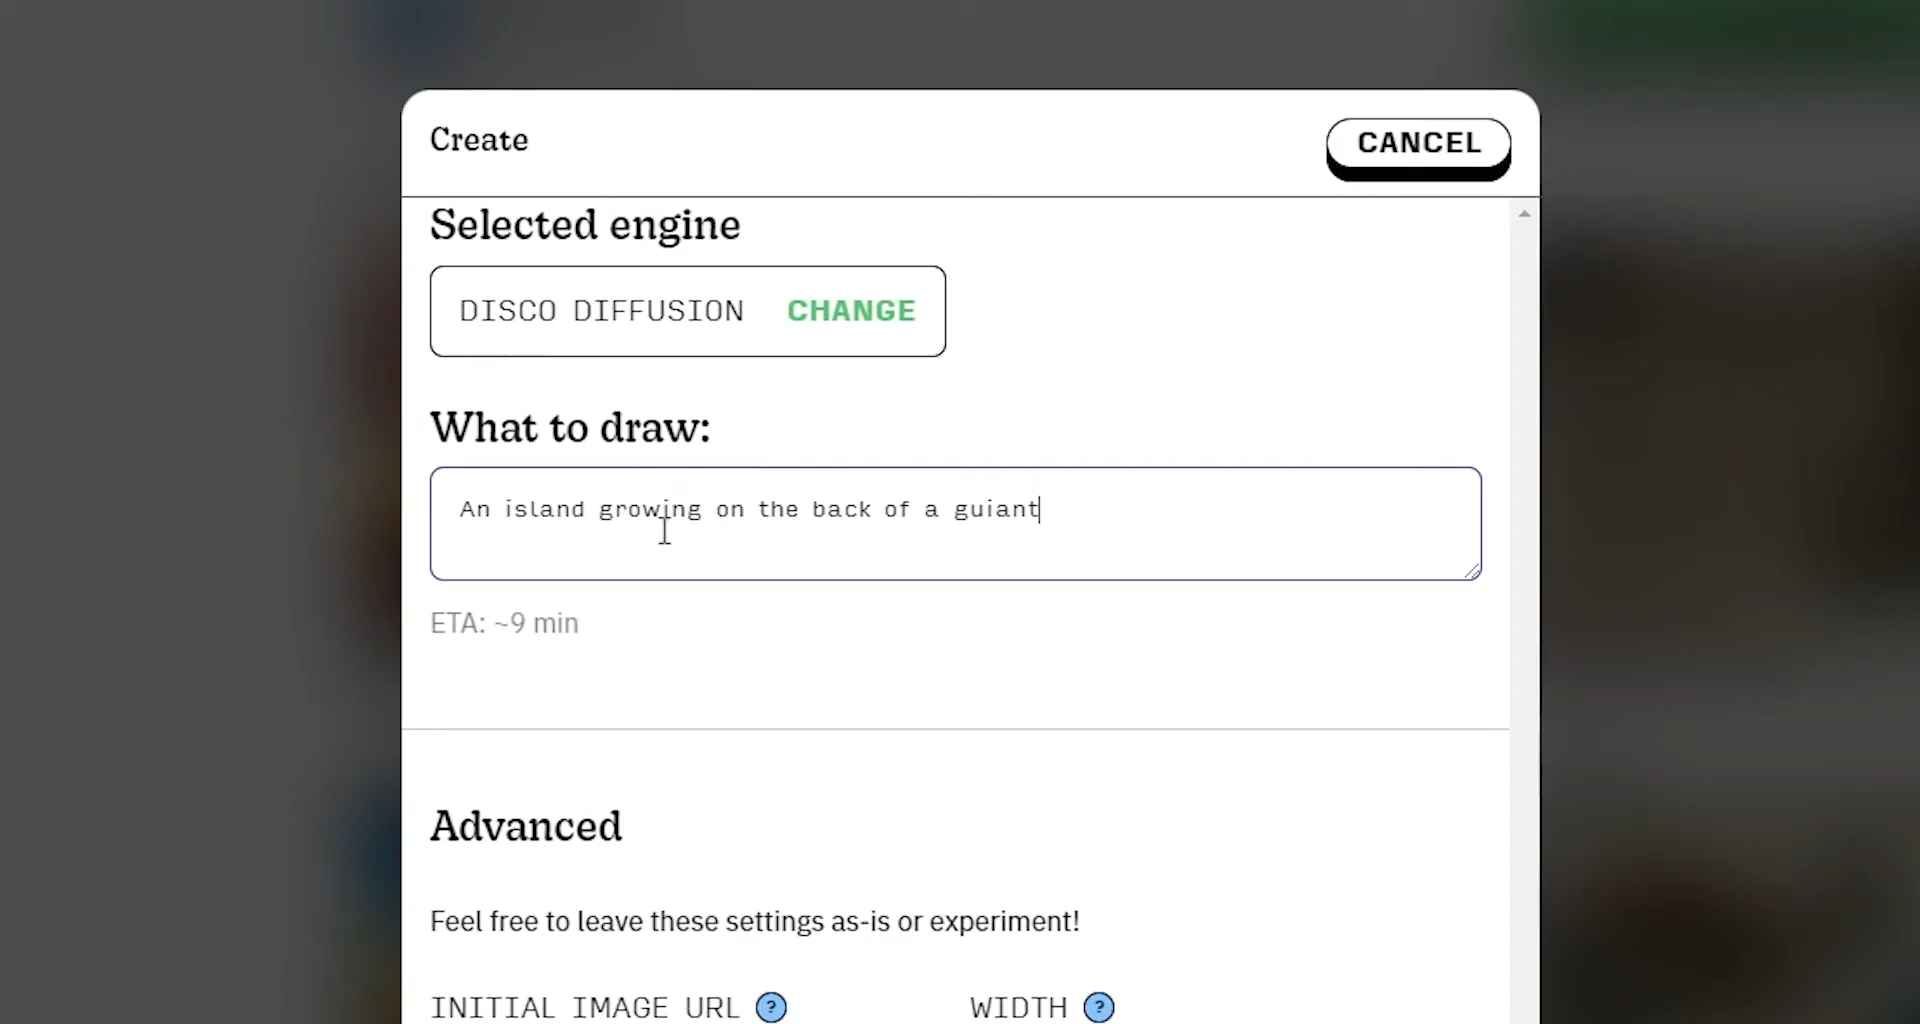 Create
CANCEL
Selected engine
DISCO DIFFUSION CHANGE
What to draw:
An island growing on the back of a guiant
ETA: ~9 min
Advanced
Feel free to leave these settings as-is or experiment!
INITIAL IMAGE URL ? WIDTH ?